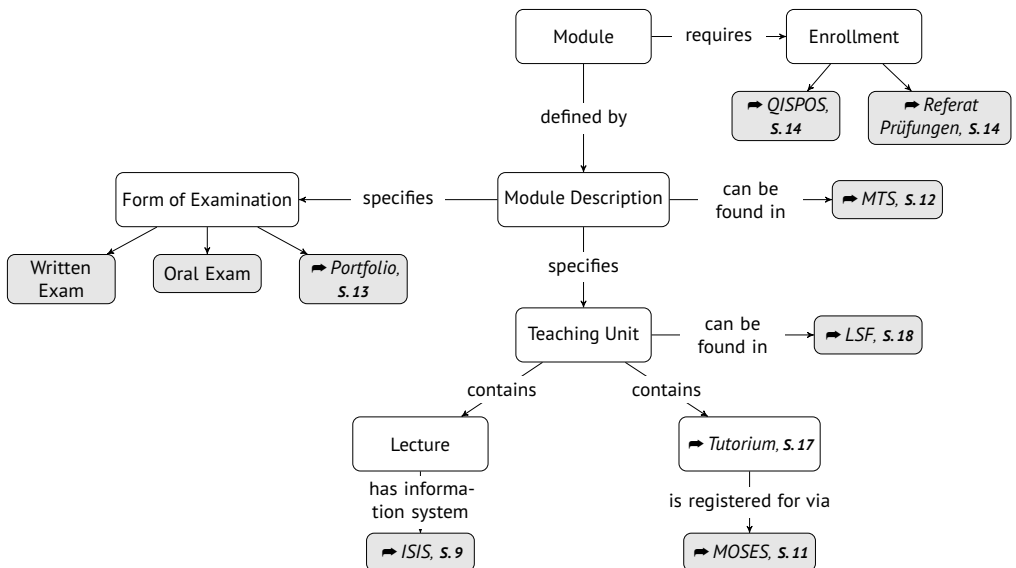 Module
requires
Enrollment
➨ QISPOS,
S. 14
➨ Referat
Prüfungen, S. 14
defined by
Form of Examination
specifies
Module Description
can be
found in
➨ MTS, S. 12
Written
Exam
Oral Exam
➨ Portfolio,
S. 13
specifies
Teaching Unit
can be
found in
➨ LSF, S. 18
contains
contains
Lecture
➨ Tutorium, S. 17
has informa-
tion system
is registered for via
➨ ISIS, S. 9
➨ MOSES, S. 11